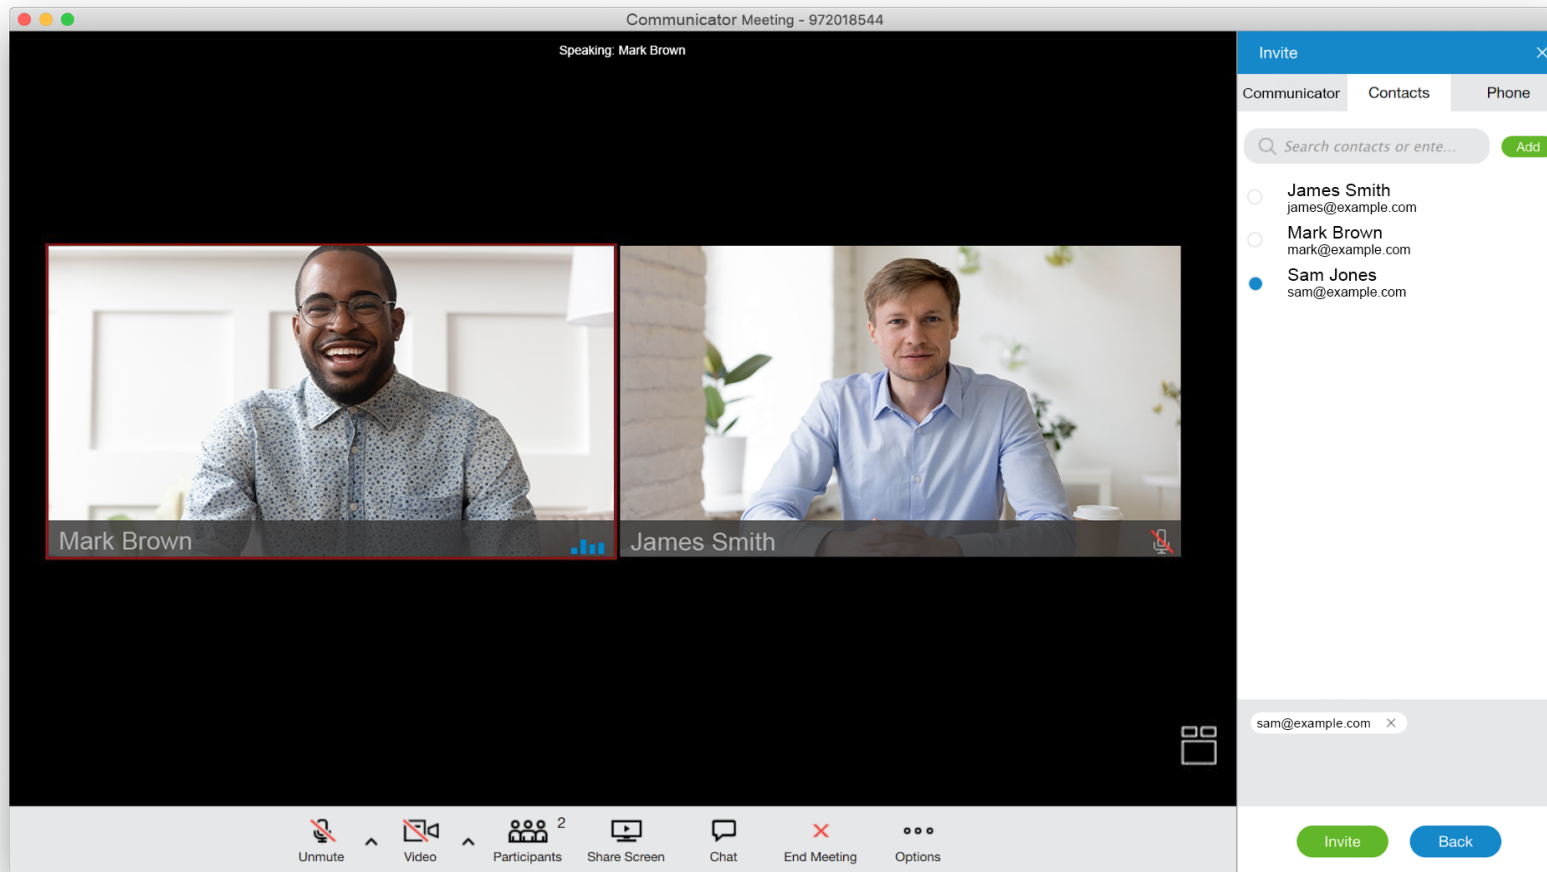 Communicator Meeting - 972018544
Speaking: Mark Brown
Mark Brown
James Smith
Unmute
Video
Participants
2
Share Screen
Chat
End Meeting
Options
Invite
Communicator
Contacts
Phone
Search contacts or ente...
Add
James Smith
james@example.com
Mark Brown
mark@example.com
Sam Jones
sam@example.com
sam@example.com
Invite
Back